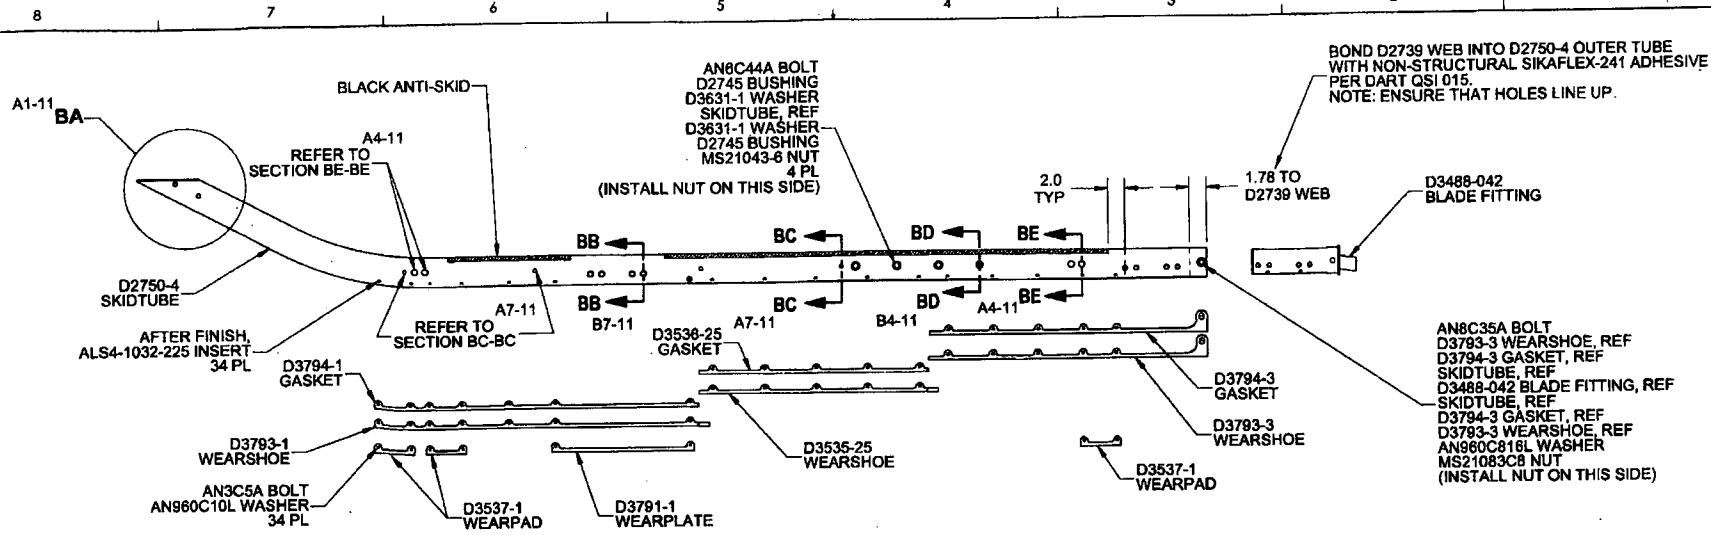 8
7
6
5
4
3
A1-11
BA
BLACK ANTI-SKID
A4-11
REFER TO
SECTION BE-BE
AN6C44A BOLT
D2745 BUSHING
D3631-1 WASHER
SKIDTUBE, REF
D3631-1 WASHER
D2745 BUSHING
MS21043-6 NUT
4 PL
(INSTALL NUT ON THIS SIDE)
BOND D2739 WEB INTO D2750-4 OUTER TUBE
WITH NON-STRUCTURAL SIKAFLEX-241 ADHESIVE
PER DART QSI 015.
NOTE: ENSURE THAT HOLES LINE UP.
2.0
TYP
1.78 TO
D2739 WEB
D3488-042
BLADE FITTING
BB
BC
BD
BE
BB
BC
BD
BE
D2750-4
SKIDTUBE
AFTER FINISH,
ALS4-1032-225 INSERT
34 PL
A7-11
REFER TO
SECTION BC-BC
B7-11
A7-11
B4-11
A4-11
D3536-25
GASKET
D3794-1
GASKET
D3793-1
WEARSHOE
AN3C5A BOLT
AN960C10L WASHER
34 PL
D3537-1
WEARPAD
D3791-1
WEARPLATE
D3535-25
WEARSHOE
D3794-3
GASKET
D3793-3
WEARSHOE
D3537-1
WEARPAD
AN8C35A BOLT
D3793-3 WEARSHOE, REF
D3794-3 GASKET, REF
SKIDTUBE, REF
D3488-042 BLADE FITTING, REF
SKIDTUBE, REF
D3794-3 GASKET, REF
D3793-3 WEARSHOE, REF
AN960C816L WASHER
MS21083C8 NUT
(INSTALL NUT ON THIS SIDE)